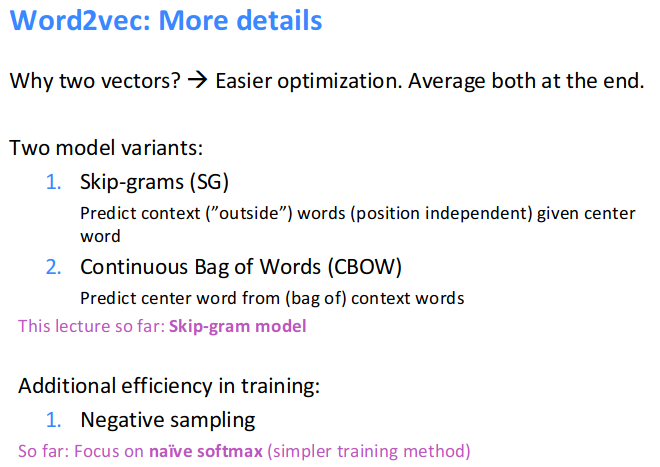 Word2vec: More details
Why two vectors? → Easier optimization. Average both at the end.
Two model variants:
1. Skip-grams (SG)
Predict context (”outside”) words (position independent) given center
word
2. Continuous Bag of Words (CBOW)
Predict center word from (bag of) context words
This lecture so far: Skip-gram model
Additional efficiency in training:
1. Negative sampling
So far: Focus on naïve softmax (simpler training method)